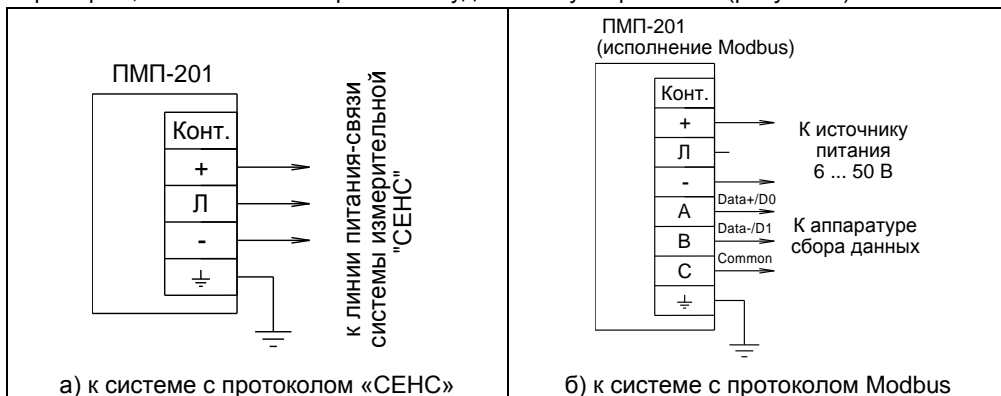 ПМП-201
Конт.
+
Л
-
к линии питания-связи
системы измерительной
"СЕНС"
а) к системе с протоколом «СЕНС»
ПМП-201
(исполнение Modbus)
Конт.
+
Л
-
A
B
C
К источнику
питания
6 ... 50 В
Data+/D0
Data-/D1
Common
К аппаратуре
сбора данных
б) к системе с протоколом Modbus